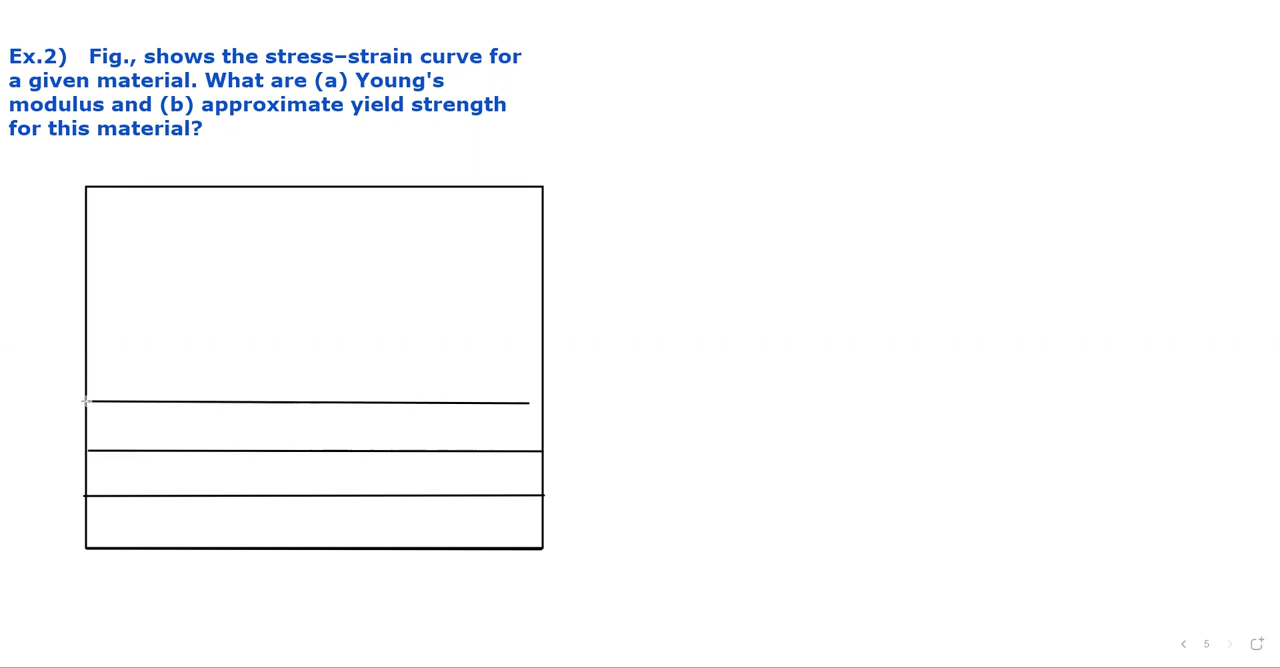 Ex.2) Fig., shows the stress–strain curve for
a given material. What are (a) Young's
modulus and (b) approximate yield strength
for this material?
5